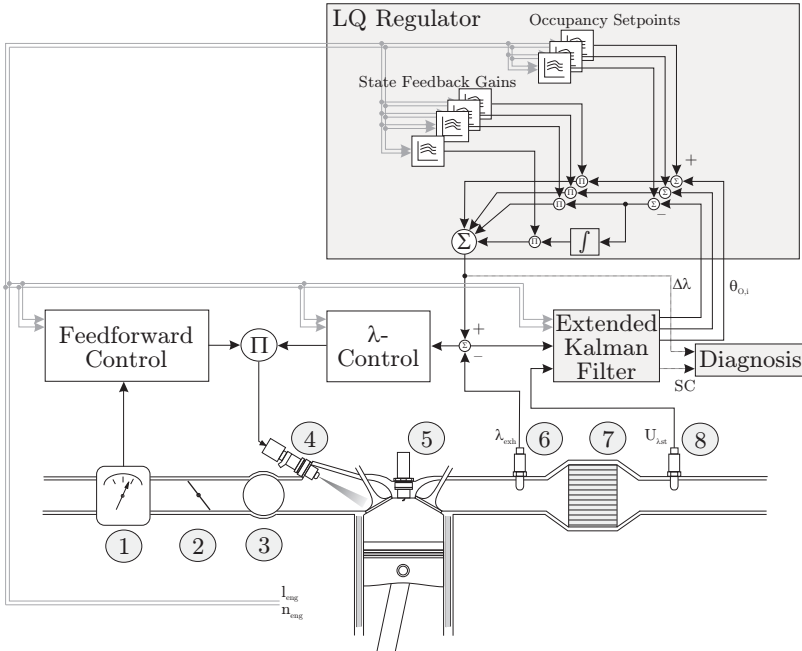 LQ Regulator
Occupancy Setpoints
State Feedback Gains
+
Π
Σ
Π
Σ
Π
Σ
−
Σ
Π
∫
Δλ
θO,i
Feedforward
Control
Π
λ-
Control
+
Σ
−
Extended
Kalman
Filter
Diagnosis
SC
λexh
Uλst
4
5
6
7
8
1
2
3
leng
neng